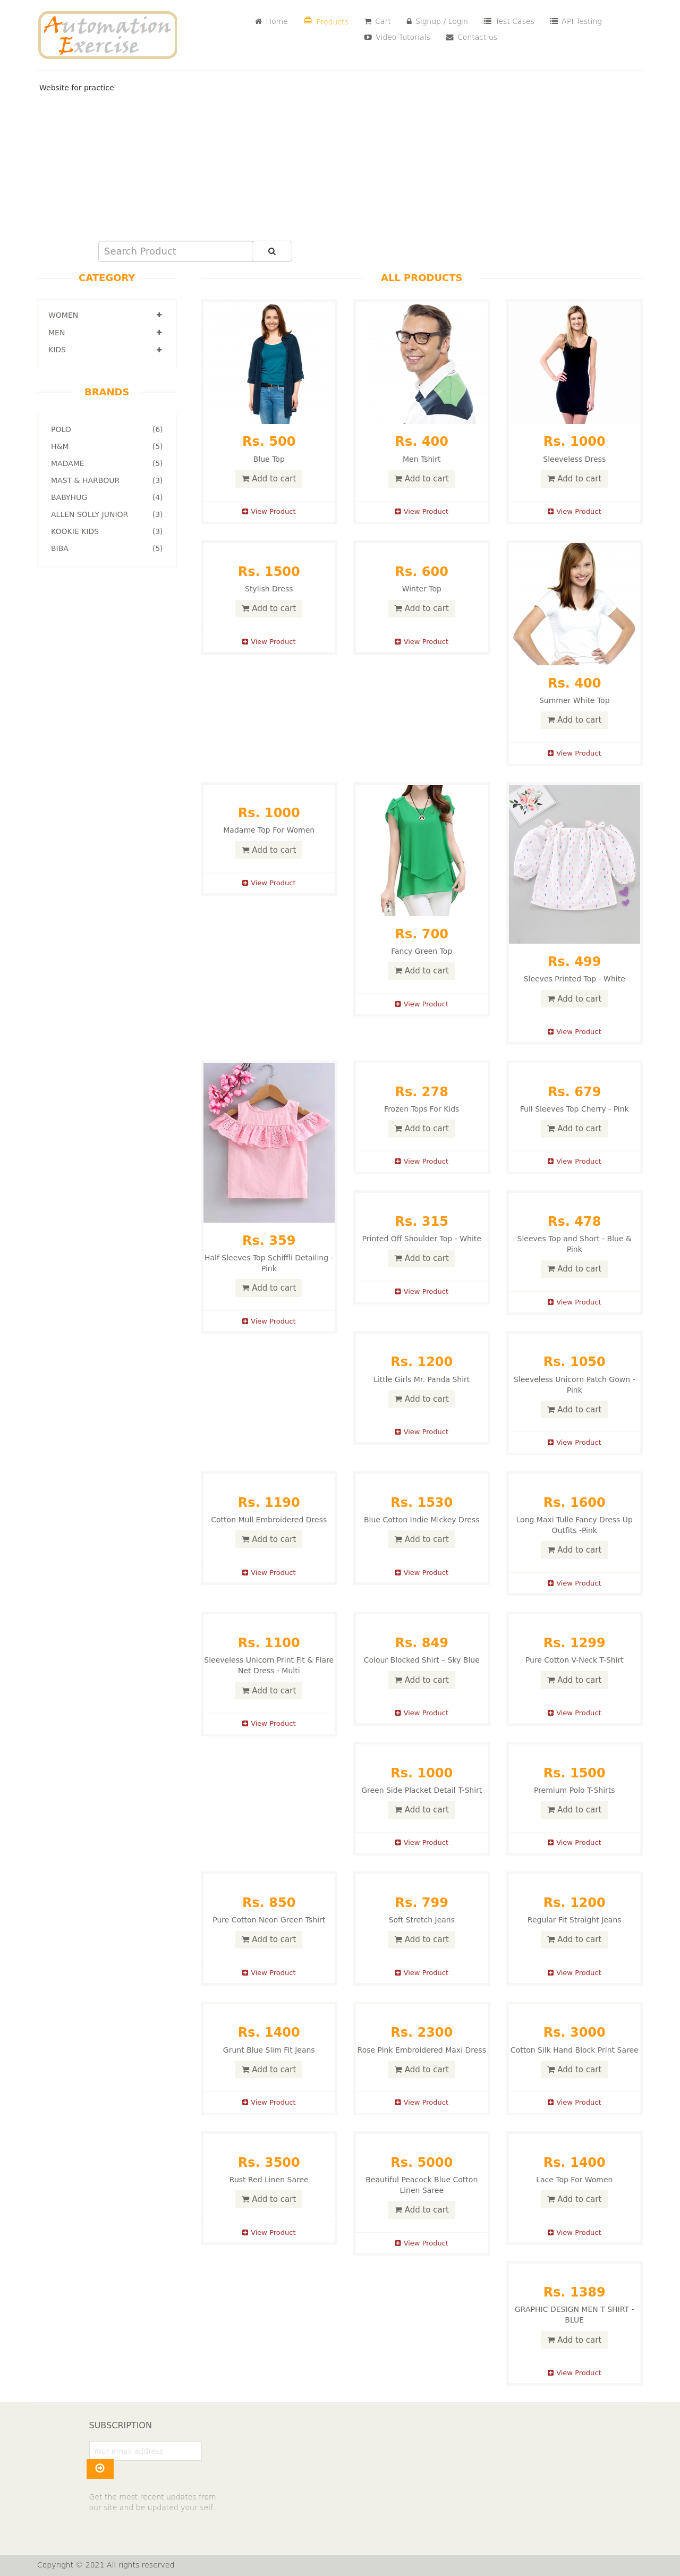 Automation
Exercise
Home
Products
Cart
Signup / Login
Test Cases
API Testing
Video Tutorials
Contact us
Website for practice
Search Product
CATEGORY
WOMEN
MEN
KIDS
BRANDS
POLO (6)
H&M (5)
MADAME (5)
MAST & HARBOUR (3)
BABYHUG (4)
ALLEN SOLLY JUNIOR (3)
KOOKIE KIDS (3)
BIBA (5)
ALL PRODUCTS
Rs. 500
Blue Top
Add to cart
View Product
Rs. 400
Men Tshirt
Add to cart
View Product
Rs. 1000
Sleeveless Dress
Add to cart
View Product
Rs. 1500
Stylish Dress
Add to cart
View Product
Rs. 600
Winter Top
Add to cart
View Product
Rs. 400
Summer White Top
Add to cart
View Product
Rs. 1000
Madame Top For Women
Add to cart
View Product
Rs. 700
Fancy Green Top
Add to cart
View Product
Rs. 499
Sleeves Printed Top - White
Add to cart
View Product
Rs. 359
Half Sleeves Top Schiffli Detailing -
Pink
Add to cart
View Product
Rs. 278
Frozen Tops For Kids
Add to cart
View Product
Rs. 679
Full Sleeves Top Cherry - Pink
Add to cart
View Product
Rs. 315
Printed Off Shoulder Top - White
Add to cart
View Product
Rs. 478
Sleeves Top and Short - Blue &
Pink
Add to cart
View Product
Rs. 1200
Little Girls Mr. Panda Shirt
Add to cart
View Product
Rs. 1050
Sleeveless Unicorn Patch Gown -
Pink
Add to cart
View Product
Rs. 1190
Cotton Mull Embroidered Dress
Add to cart
View Product
Rs. 1530
Blue Cotton Indie Mickey Dress
Add to cart
View Product
Rs. 1600
Long Maxi Tulle Fancy Dress Up
Outfits -Pink
Add to cart
View Product
Rs. 1100
Sleeveless Unicorn Print Fit & Flare
Net Dress - Multi
Add to cart
View Product
Rs. 849
Colour Blocked Shirt – Sky Blue
Add to cart
View Product
Rs. 1299
Pure Cotton V-Neck T-Shirt
Add to cart
View Product
Rs. 1000
Green Side Placket Detail T-Shirt
Add to cart
View Product
Rs. 1500
Premium Polo T-Shirts
Add to cart
View Product
Rs. 850
Pure Cotton Neon Green Tshirt
Add to cart
View Product
Rs. 799
Soft Stretch Jeans
Add to cart
View Product
Rs. 1200
Regular Fit Straight Jeans
Add to cart
View Product
Rs. 1400
Grunt Blue Slim Fit Jeans
Add to cart
View Product
Rs. 2300
Rose Pink Embroidered Maxi Dress
Add to cart
View Product
Rs. 3000
Cotton Silk Hand Block Print Saree
Add to cart
View Product
Rs. 3500
Rust Red Linen Saree
Add to cart
View Product
Rs. 5000
Beautiful Peacock Blue Cotton
Linen Saree
Add to cart
View Product
Rs. 1400
Lace Top For Women
Add to cart
View Product
Rs. 1389
GRAPHIC DESIGN MEN T SHIRT -
BLUE
Add to cart
View Product
SUBSCRIPTION
Your email address
Get the most recent updates from
our site and be updated your self...
Copyright © 2021 All rights reserved